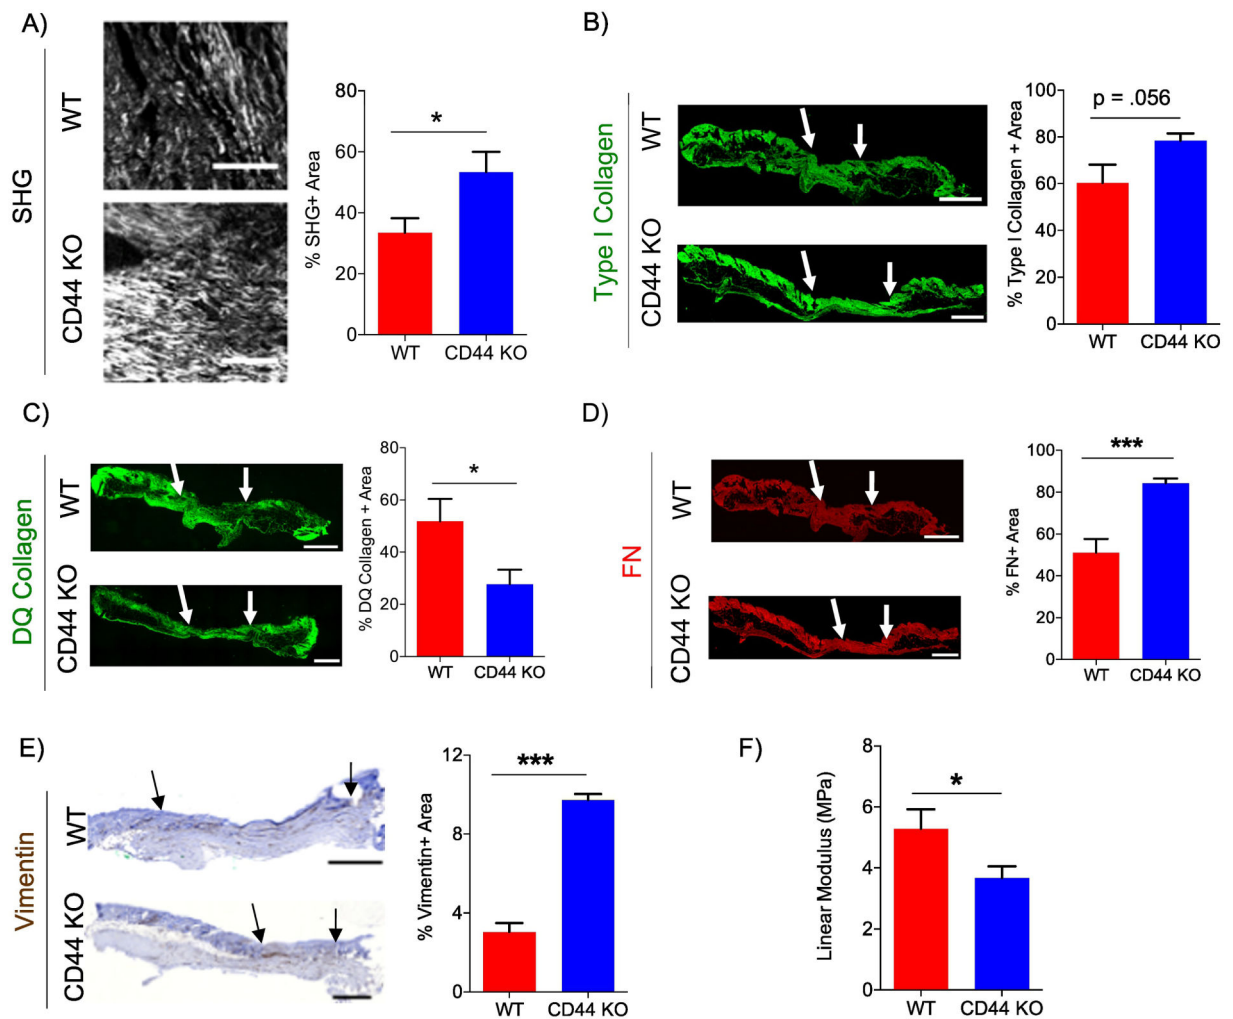 A)
SHG
WT
CD44 KO
% SHG+ Area
80
60
40
20
0
*
WT
CD44 KO
B)
Type I Collagen
WT
CD44 KO
% Type I Collagen + Area
100
80
60
40
20
0
p = .056
WT
CD44 KO
C)
DQ Collagen
WT
CD44 KO
% DQ Collagen + Area
80
60
40
20
0
*
WT
CD44 KO
D)
FN
WT
CD44 KO
% FN+ Area
100
80
60
40
20
0
***
WT
CD44 KO
E)
Vimentin
WT
CD44 KO
% Vimentin+ Area
12
8
4
0
***
WT
CD44 KO
F)
Linear Modulus (MPa)
8
6
4
2
0
*
WT
CD44 KO